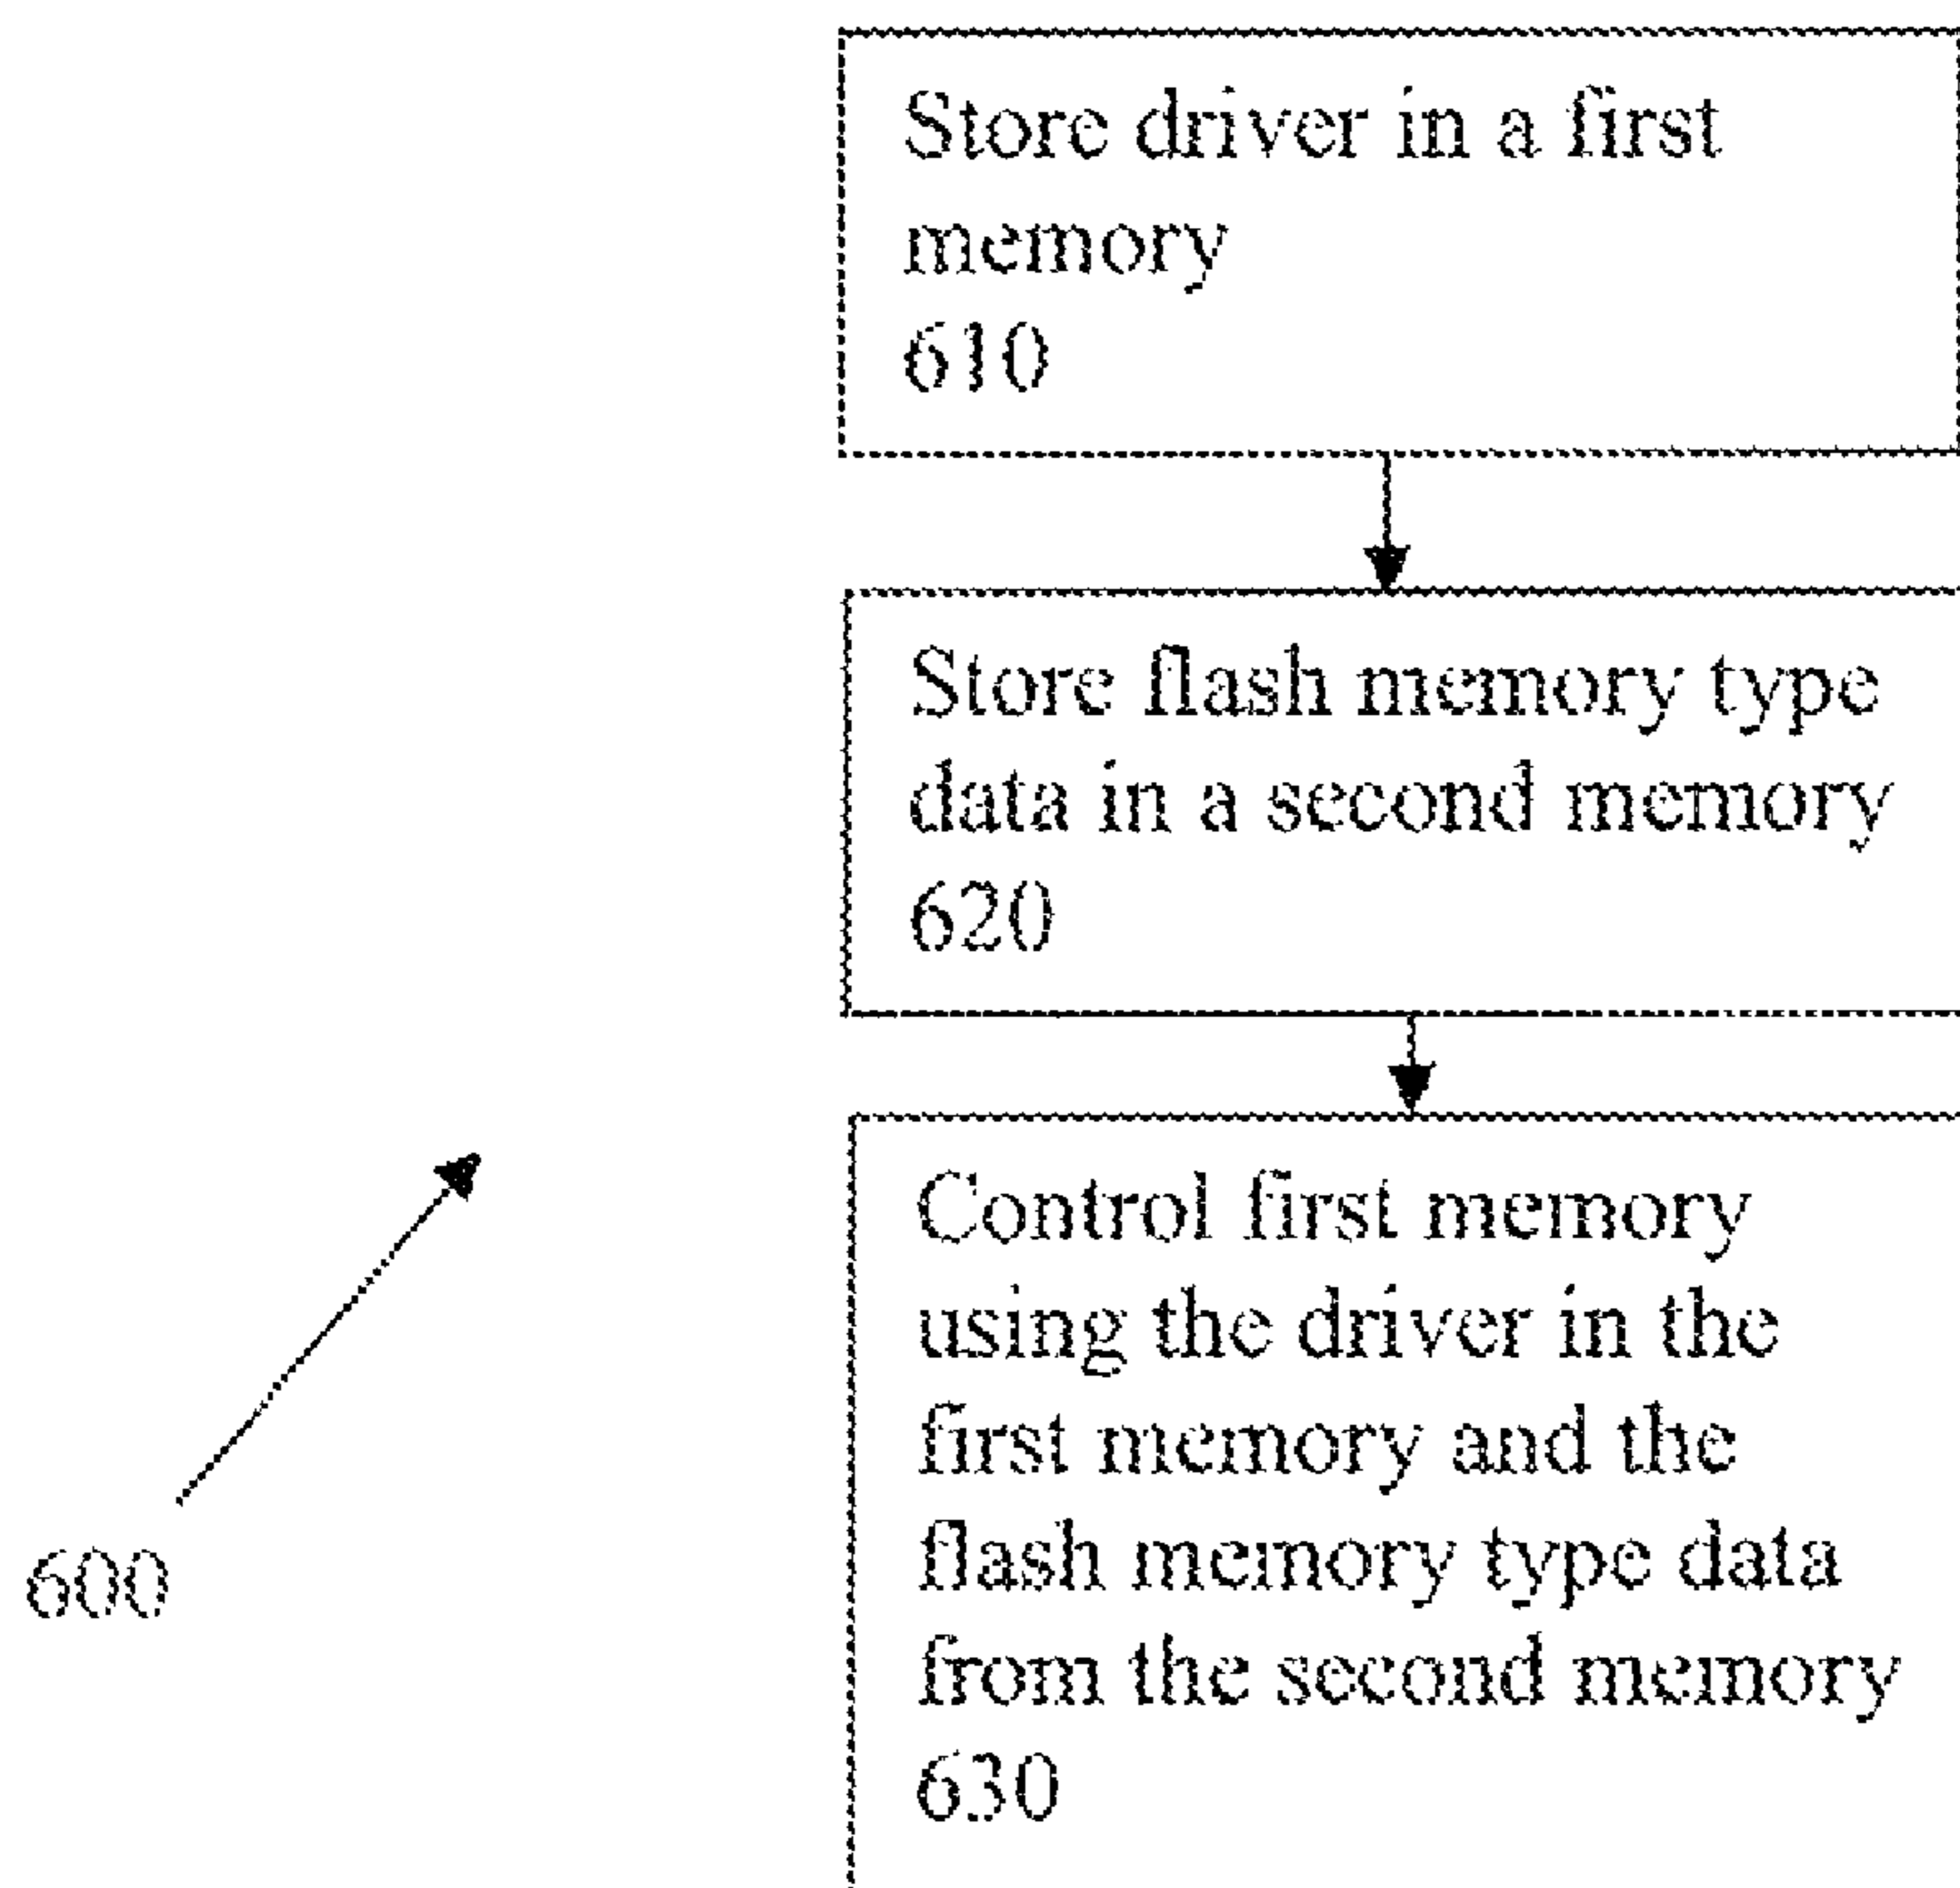 Store driver in a first
memory
610
Store flash memory type
data in a second memory
620
Control first memory
using the driver in the
first memory and the
flash memory type data
from the second memory
630
600